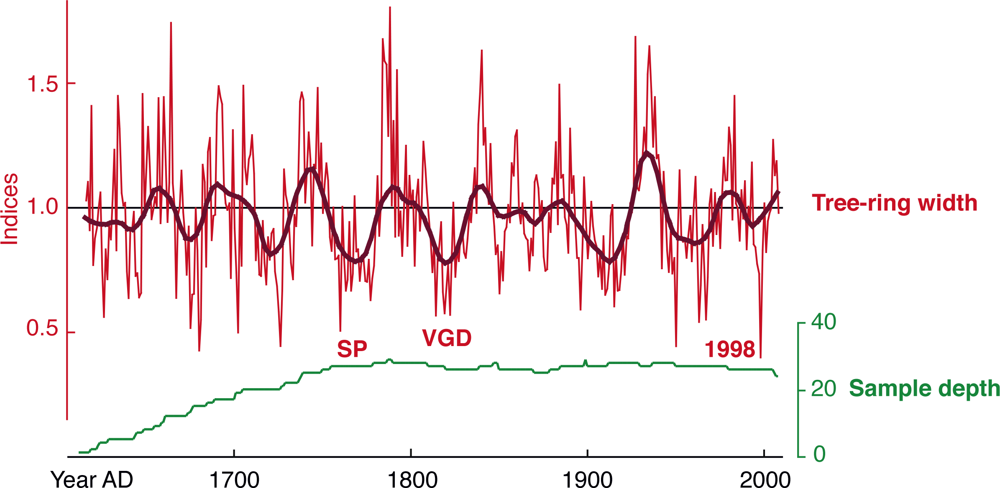 1.5
1.0
0.5
Indices
Tree-ring width
SP
VGD
1998
40
20
0
Sample depth
Year AD
1700
1800
1900
2000